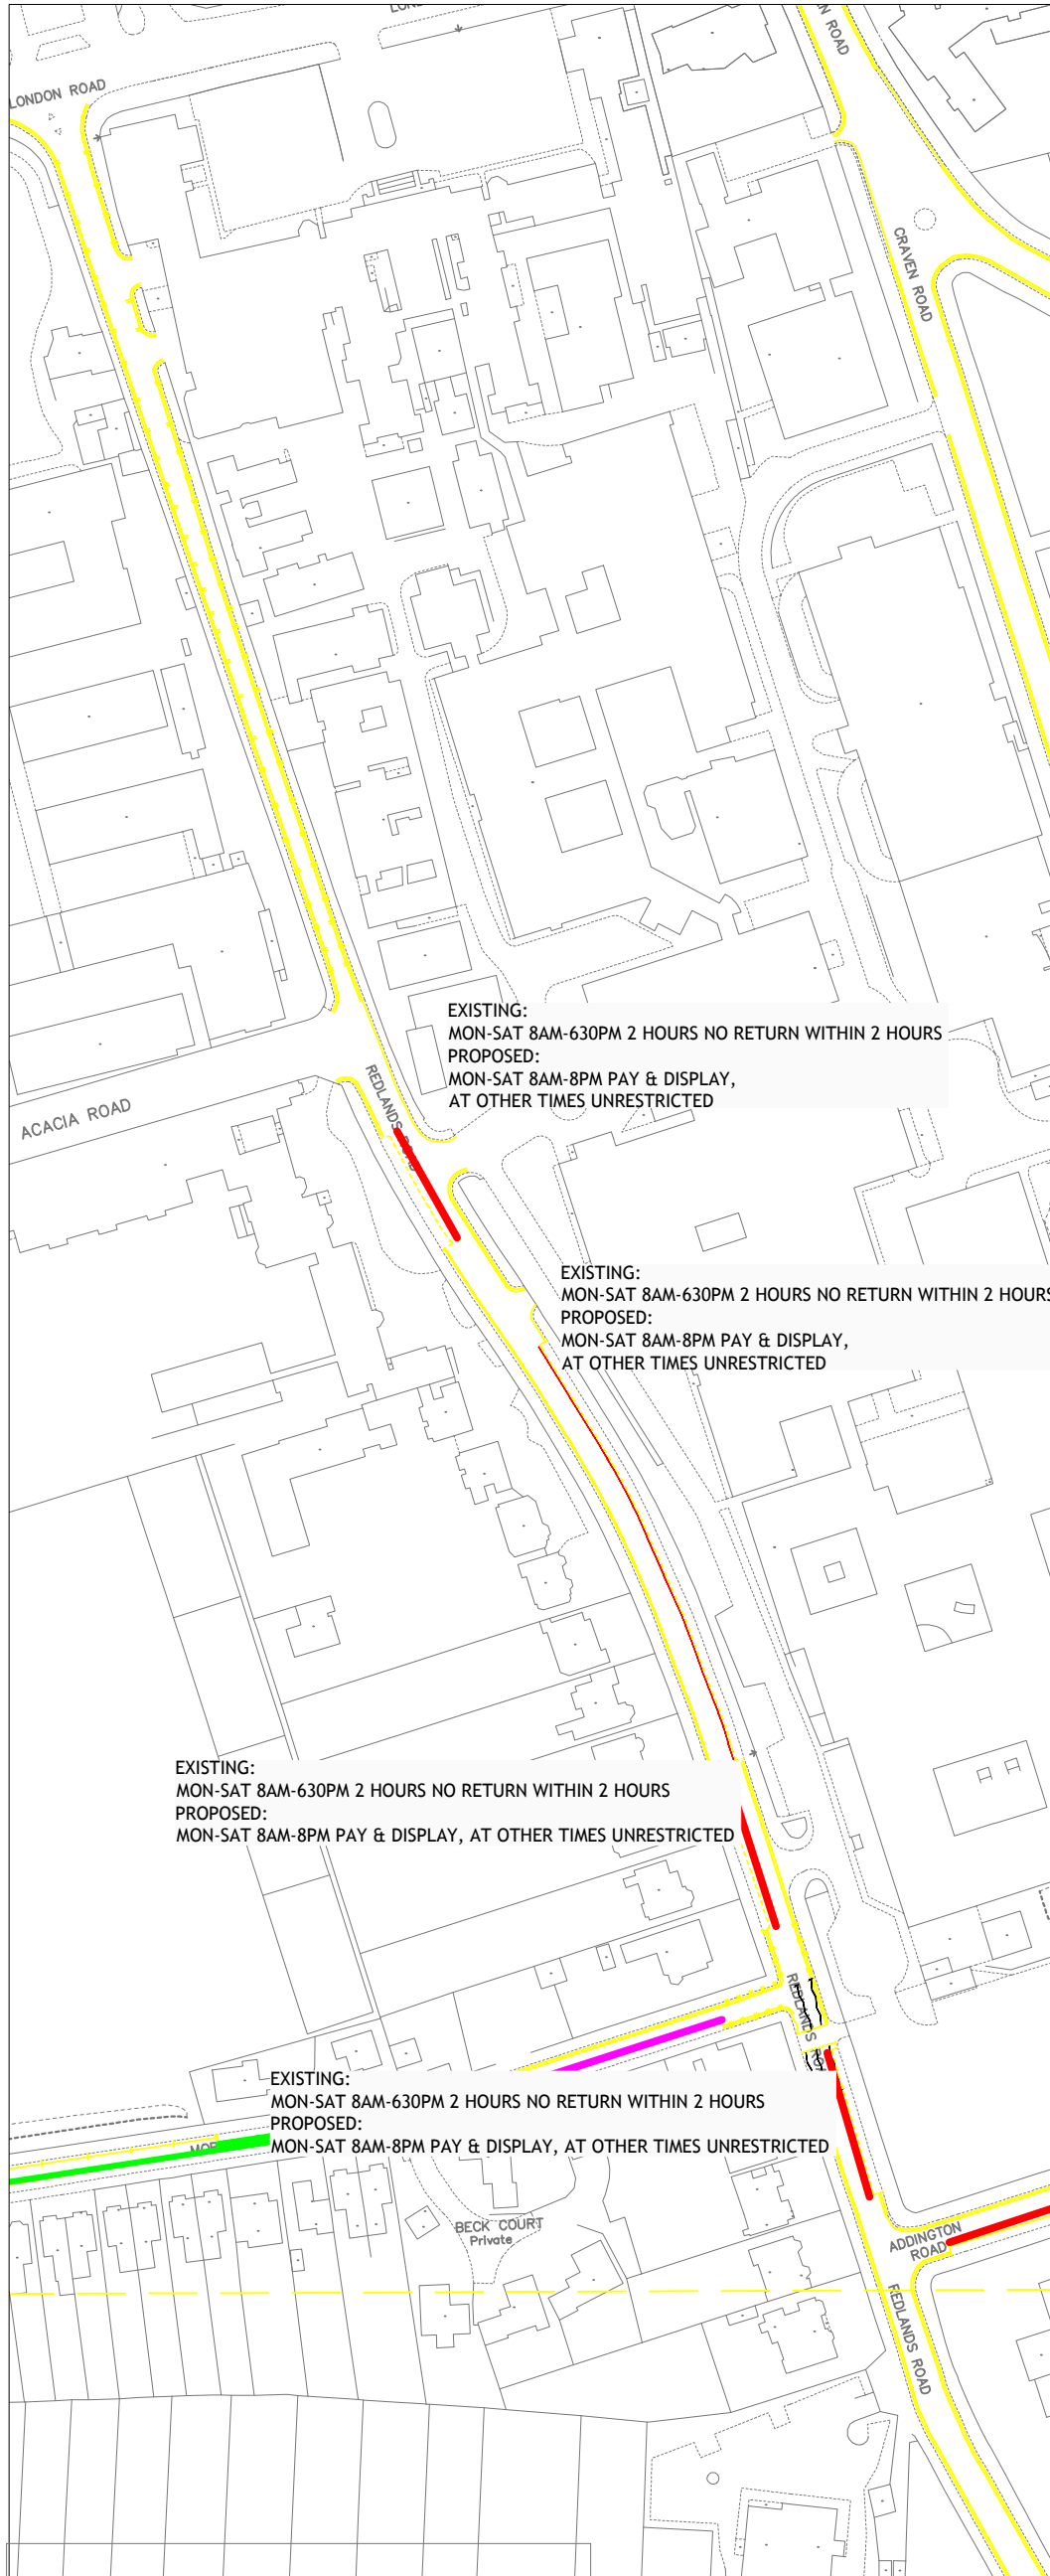 LONDON ROAD
CRAVEN ROAD
EXISTING:
MON-SAT 8AM-630PM 2 HOURS NO RETURN WITHIN 2 HOURS
PROPOSED:
MON-SAT 8AM-8PM PAY & DISPLAY,
AT OTHER TIMES UNRESTRICTED
REDLANDS ROAD
ACACIA ROAD
EXISTING:
MON-SAT 8AM-630PM 2 HOURS NO RETURN WITHIN 2 HOURS
PROPOSED:
MON-SAT 8AM-8PM PAY & DISPLAY,
AT OTHER TIMES UNRESTRICTED
EXISTING:
MON-SAT 8AM-630PM 2 HOURS NO RETURN WITHIN 2 HOURS
PROPOSED:
MON-SAT 8AM-8PM PAY & DISPLAY, AT OTHER TIMES UNRESTRICTED
REDLANDS ROAD
EXISTING:
MON-SAT 8AM-630PM 2 HOURS NO RETURN WITHIN 2 HOURS
PROPOSED:
MON-SAT 8AM-8PM PAY & DISPLAY, AT OTHER TIMES UNRESTRICTED
BECK COURT
Private
ADDINGTON
ROAD
REDLANDS ROAD